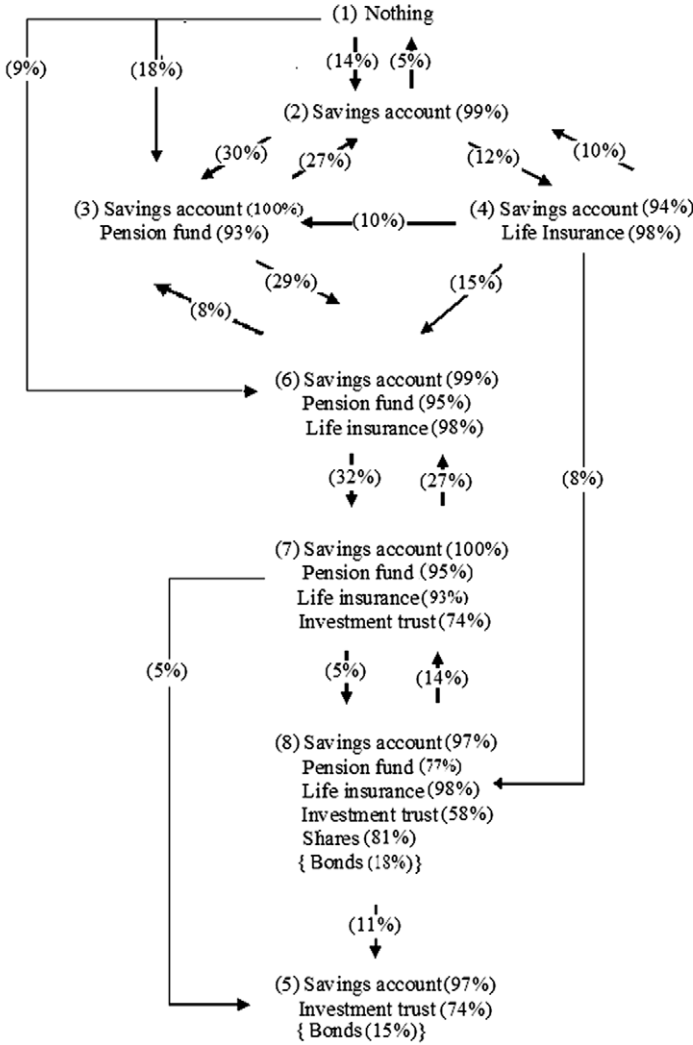 (1) Nothing
(9%)
(18%)
(14%)
(5%)
(2) Savings account (99%)
(30%)
(27%)
(12%)
(10%)
(3) Savings account (100%)
Pension fund (93%)
(10%)
(4) Savings account (94%)
Life Insurance (98%)
(8%)
(29%)
(15%)
(6) Savings account (99%)
Pension fund (95%)
Life insurance (98%)
(32%)
(27%)
(8%)
(7) Savings account (100%)
Pension fund (95%)
Life insurance (93%)
Investment trust (74%)
(5%)
(5%)
(14%)
(8) Savings account (97%)
Pension fund (77%)
Life insurance (98%)
Investment trust (58%)
Shares (81%)
{ Bonds (18%)}
(11%)
(5) Savings account (97%)
Investment trust (74%)
{ Bonds (15%)}